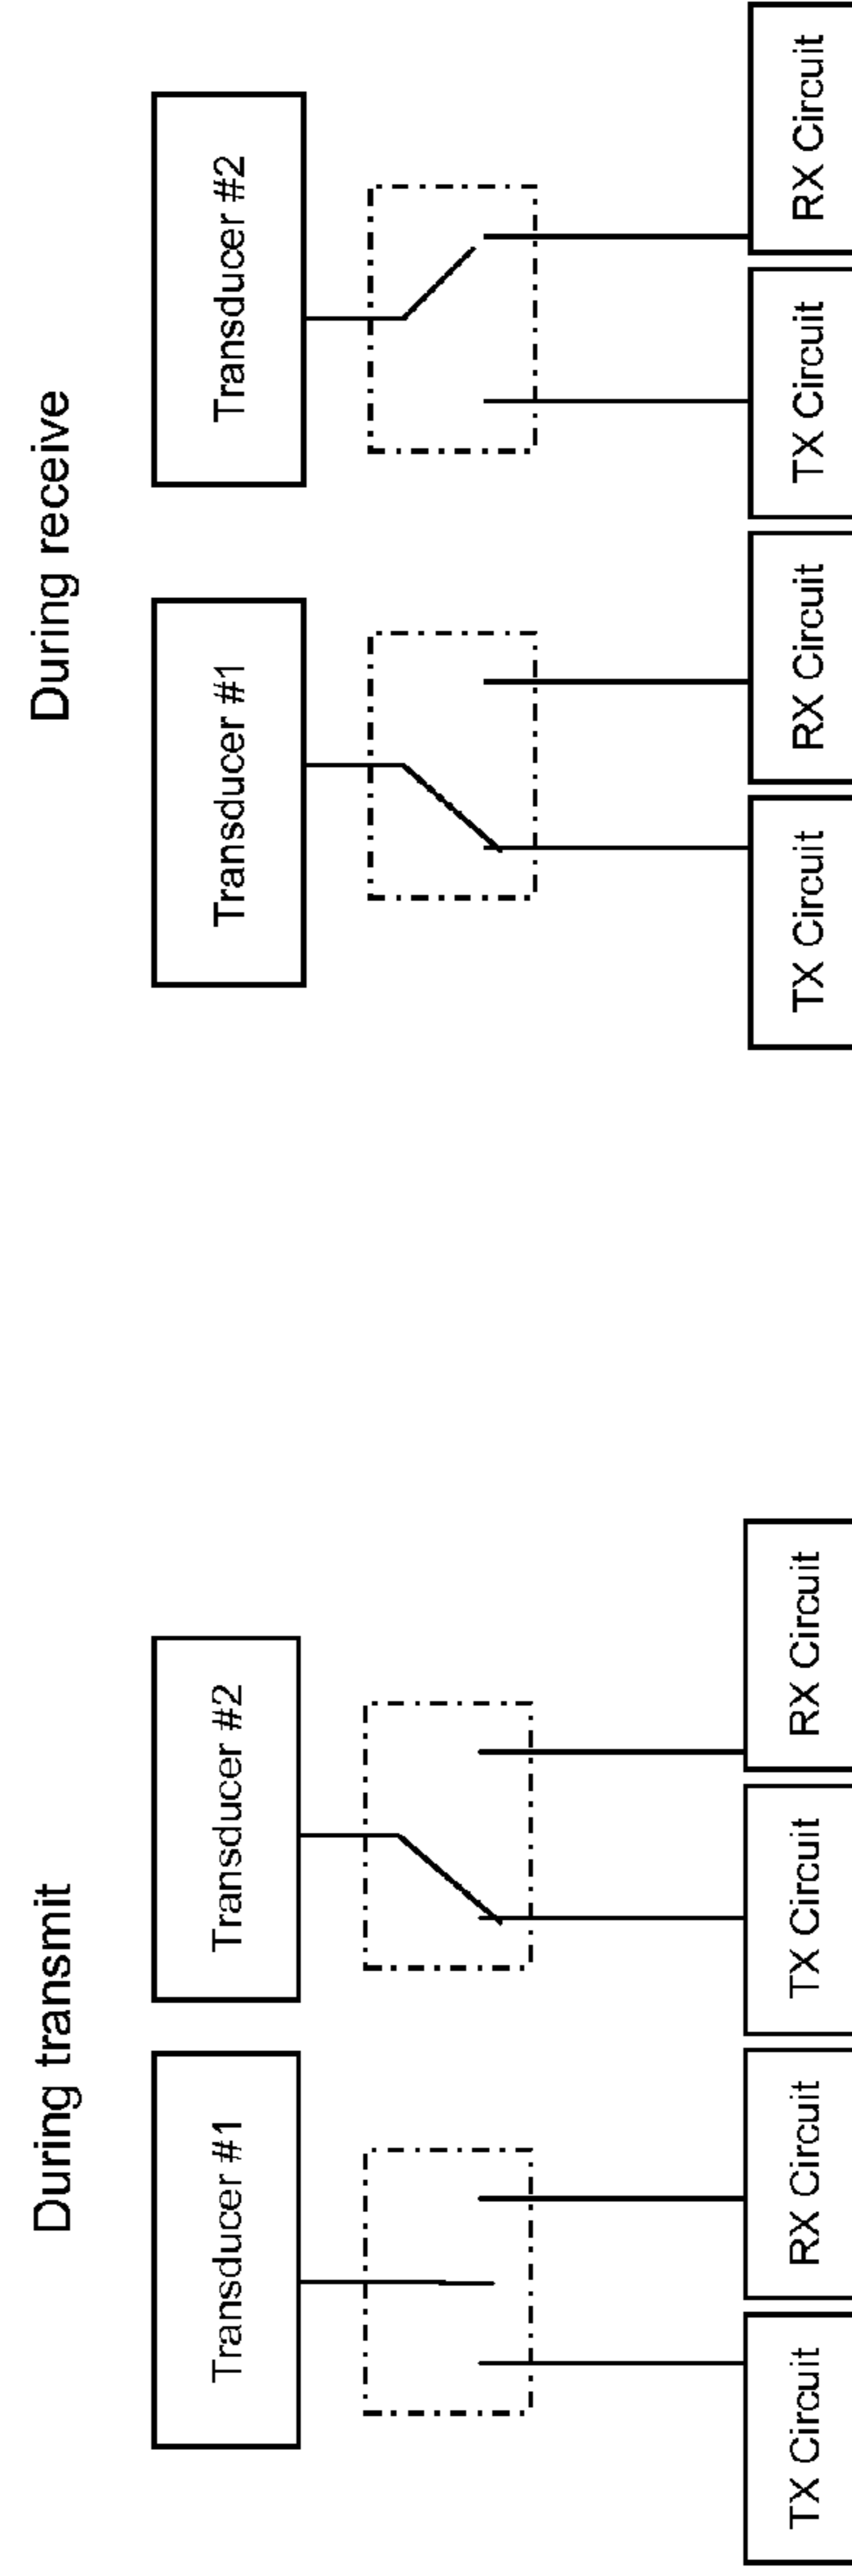 During transmit
Transducer #1
Transducer #2
TX Circuit
RX Circuit
TX Circuit
RX Circuit
During receive
Transducer #1
Transducer #2
TX Circuit
RX Circuit
TX Circuit
RX Circuit